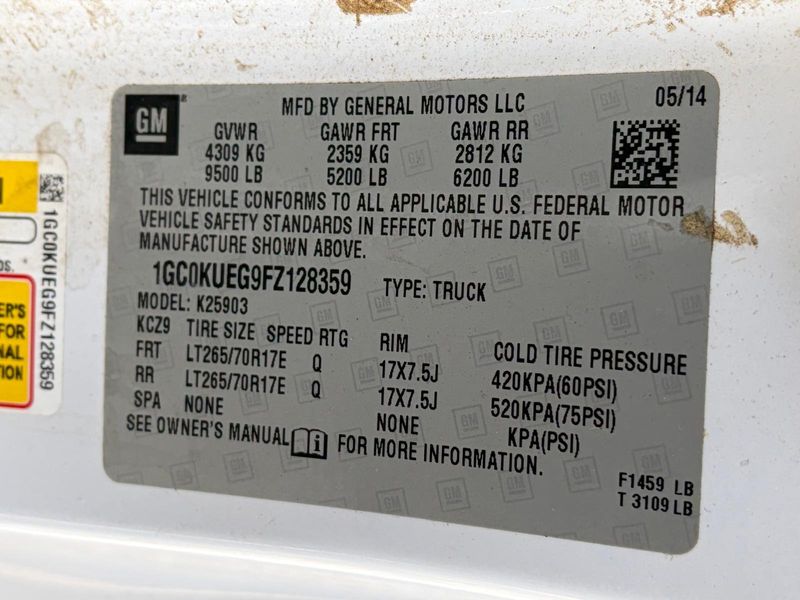 GM
MFD BY GENERAL MOTORS LLC
05/14
GVWR GAWR FRT GAWR RR
4309 KG 2359 KG 2812 KG
9500 LB 5200 LB 6200 LB
THIS VEHICLE CONFORMS TO ALL APPLICABLE U.S. FEDERAL MOTOR
VEHICLE SAFETY STANDARDS IN EFFECT ON THE DATE OF
MANUFACTURE SHOWN ABOVE.
1GC0KUEG9FZ128359 TYPE: TRUCK
MODEL: K25903
KCZ9 TIRE SIZE SPEED RTG RIM COLD TIRE PRESSURE
FRT LT265/70R17E Q 17X7.5J 420KPA(60PSI)
RR LT265/70R17E Q 17X7.5J 520KPA(75PSI)
SPA NONE NONE KPA(PSI)
SEE OWNER'S MANUAL i FOR MORE INFORMATION.
F1459 LB
T 3109 LB
1GC0KUEG9FZ128359